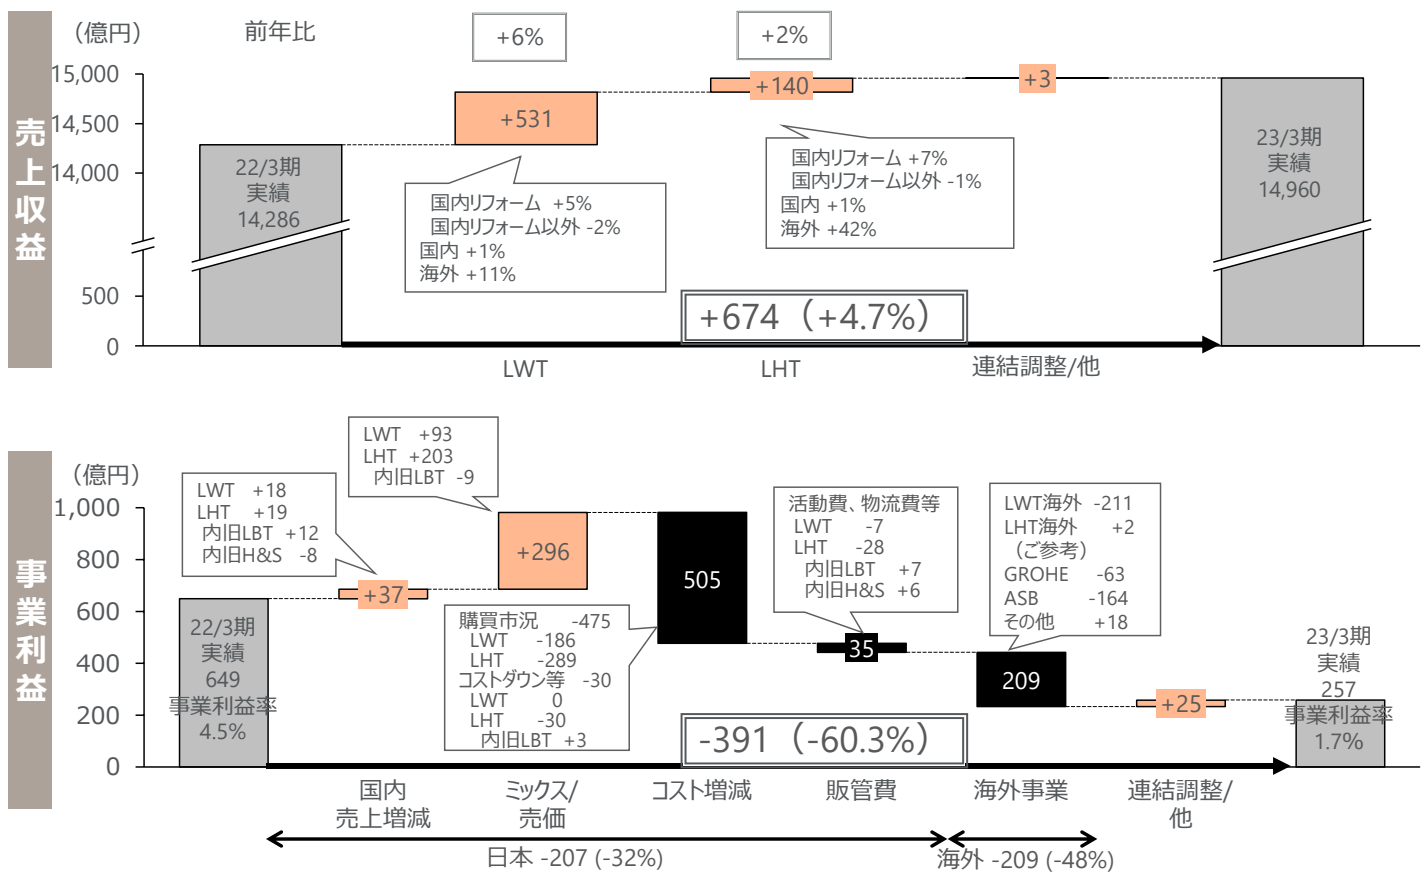 売上収益
（億円）
前年比
+6%
+2%
15,000
14,500
14,000
500
0
22/3期
実績
14,286
+531
+140
+3
23/3期
実績
14,960
国内リフォーム +5%
国内リフォーム以外 -2%
国内 +1%
海外 +11%
国内リフォーム +7%
国内リフォーム以外 -1%
国内 +1%
海外 +42%
+674（+4.7%）
LWT
LHT
連結調整/他
事業利益
（億円）
1,000
800
600
400
200
0
22/3期
実績
649
事業利益率
4.5%
LWT +18
LHT +19
内旧LBT +12
内旧H&S -8
+37
LWT +93
LHT +203
内旧LBT -9
+296
購買市況 -475
LWT -186
LHT -289
コストダウン等 -30
LWT 0
LHT -30
内旧LBT +3
505
活動費、物流費等
LWT -7
LHT -28
内旧LBT +7
内旧H&S +6
35
LWT海外 -211
LHT海外 +2
（ご参考）
GROHE -63
ASB -164
その他 +18
209
+25
23/3期
実績
257
事業利益率
1.7%
-391（-60.3%）
国内
売上増減
ミックス/
売価
コスト増減
販管費
海外事業
連結調整/
他
日本 -207 (-32%)
海外 -209 (-48%)